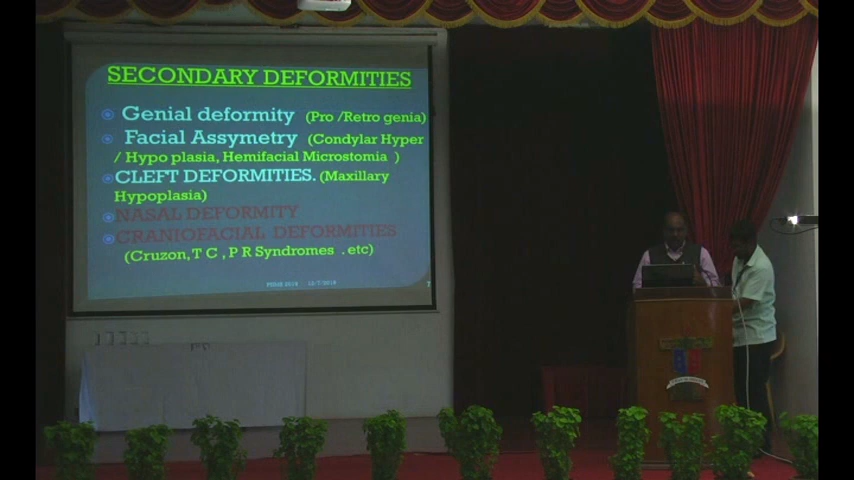 SECONDARY DEFORMITIES
Genial deformity (Pro /Retro genia)
Facial Assymetry (Condylar Hyper
/ Hypo plasia, Hemifacial Microstomia )
CLEFT DEFORMITIES. (Maxillary
Hypoplasia)
NASAL DEFORMITY
CRANIOFACIAL DEFORMITIES
(Cruzon, T C , P R Syndromes . etc)
7